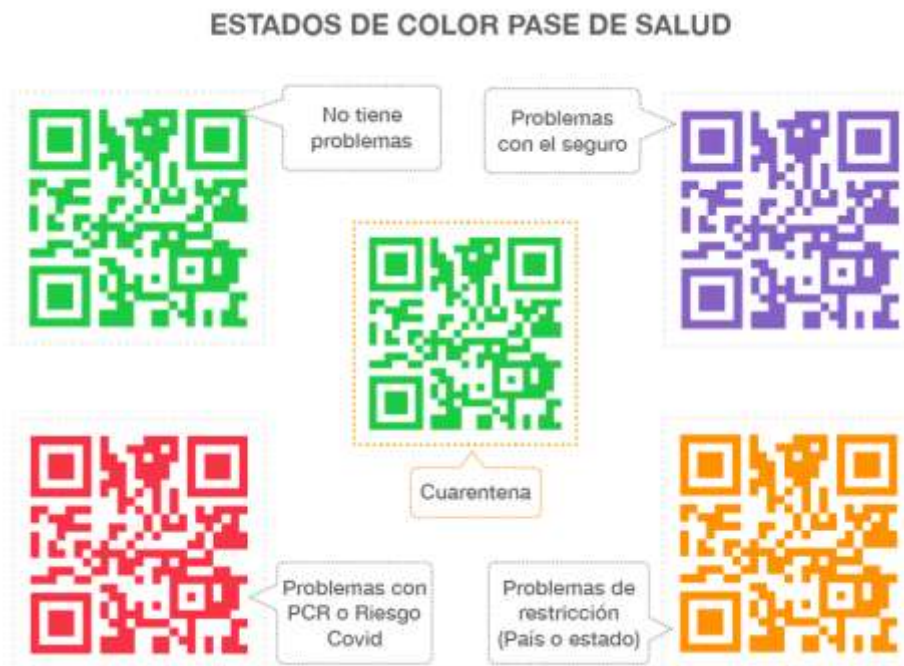 ESTADOS DE COLOR PASE DE SALUD
No tiene
problemas
Problemas
con el seguro
Cuarentena
Problemas con
PCR o Riesgo
Covid
Problemas de
restricción
(País o estado)